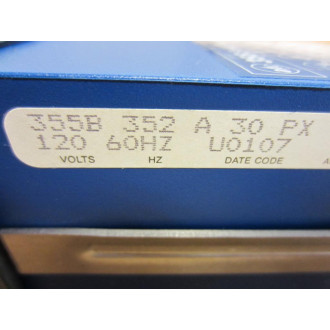 355B 352 A 30 PX
120 60HZ U0107
VOLTS HZ DATE CODE